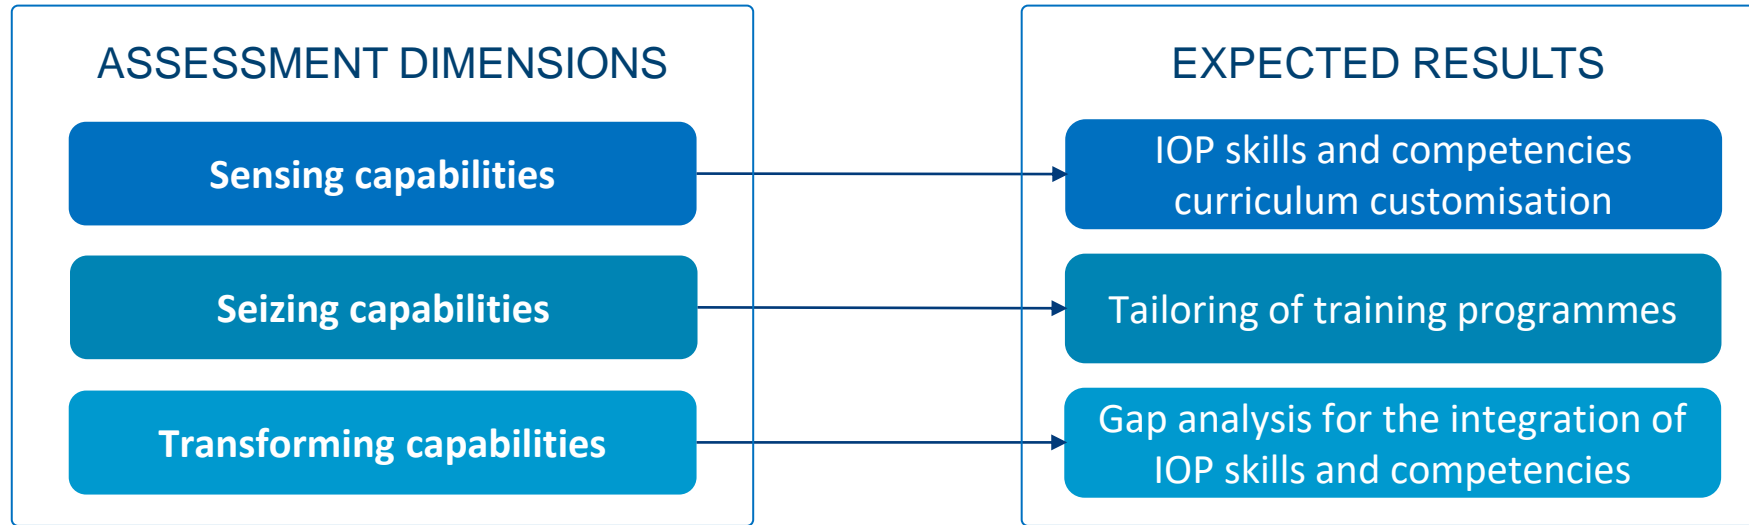 ASSESSMENT DIMENSIONS
Sensing capabilities
Seizing capabilities
Transforming capabilities
EXPECTED RESULTS
IOP skills and competencies
curriculum customisation
Tailoring of training programmes
Gap analysis for the integration of
IOP skills and competencies